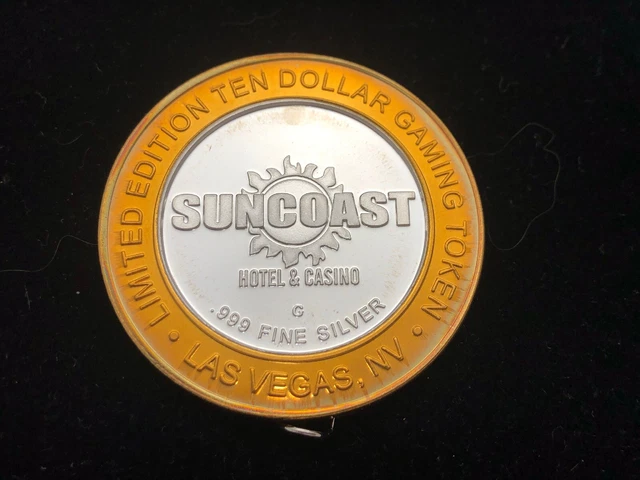 LIMITED EDITION TEN DOLLAR GAMING TOKEN
SUNCOAST
HOTEL & CASINO
G
.999 FINE SILVER
• LAS VEGAS, NV •